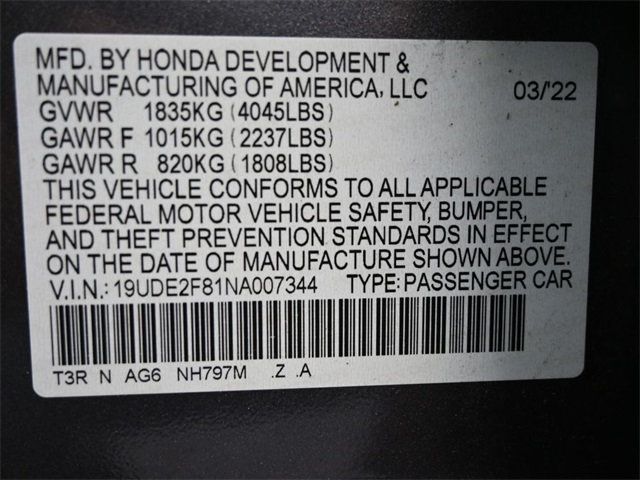 MFD. BY HONDA DEVELOPMENT &
MANUFACTURING OF AMERICA, LLC 03/'22
GVWR 1835KG (4045LBS)
GAWR F 1015KG (2237LBS)
GAWR R 820KG (1808LBS)
THIS VEHICLE CONFORMS TO ALL APPLICABLE
FEDERAL MOTOR VEHICLE SAFETY, BUMPER,
AND THEFT PREVENTION STANDARDS IN EFFECT
ON THE DATE OF MANUFACTURE SHOWN ABOVE.
V.I.N.: 19UDE2F81NA007344 TYPE: PASSENGER CAR
T3R N AG6 NH797M .Z .A